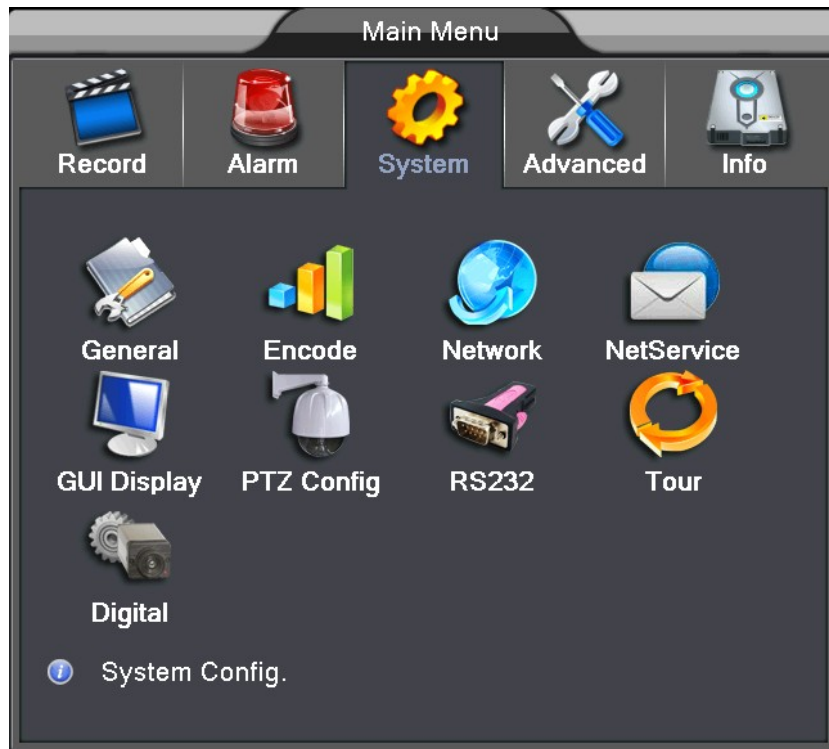 Main Menu
Record Alarm System Advanced Info
General Encode Network NetService
GUI Display PTZ Config RS232 Tour
Digital
System Config.